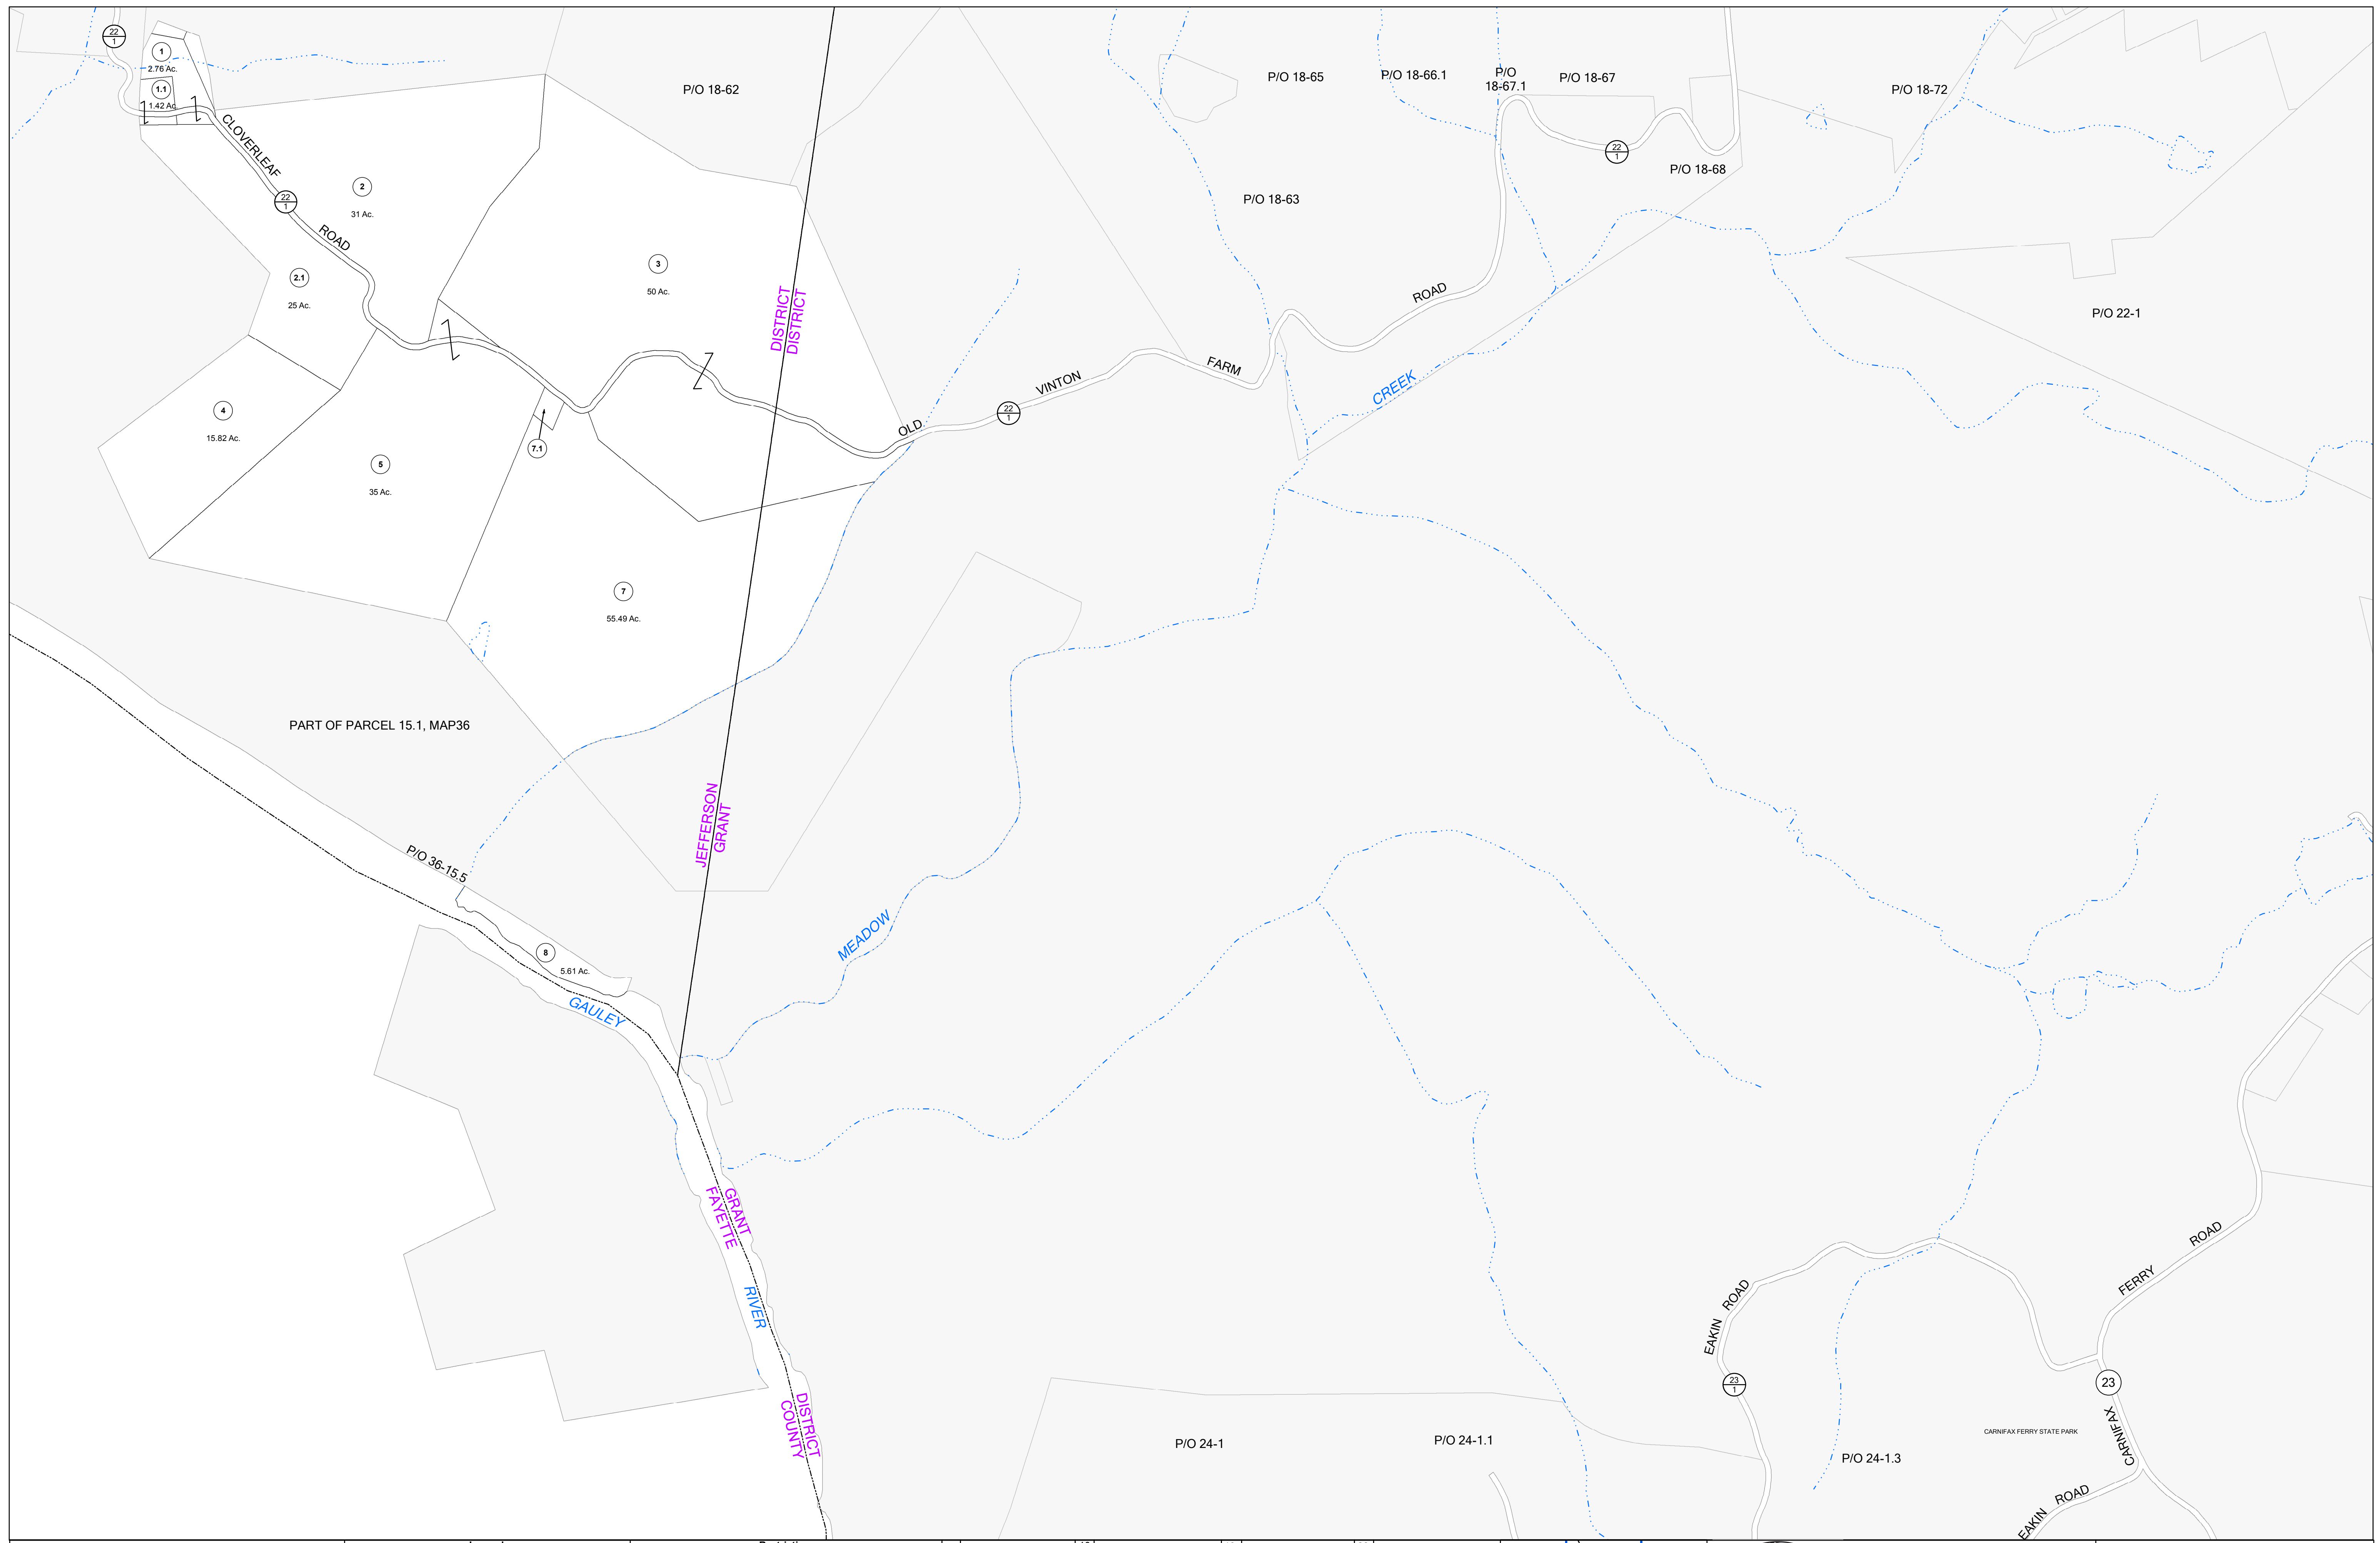 22
1
1
2.76 Ac.
1.1
1.42 Ac.
CLOVERLEAF
22
1
ROAD
2
31 Ac.
2.1
25 Ac.
3
50 Ac.
4
15.82 Ac.
5
35 Ac.
7.1
7
55.49 Ac.
P/O 18-62
DISTRICT
DISTRICT
P/O 18-65
P/O 18-66.1
P/O
18-67.1
P/O 18-67
P/O 18-72
22
1
P/O 18-68
P/O 18-63
P/O 22-1
OLD
22
1
VINTON
FARM
ROAD
CREEK
PART OF PARCEL 15.1, MAP36
JEFFERSON
GRANT
P/O 36-15.5
8
5.61 Ac.
GAULEY
MEADOW
GRANT
FAYETTE
RIVER
DISTRICT
COUNTY
P/O 24-1
P/O 24-1.1
EAKIN
ROAD
23
1
FERRY
ROAD
23
CARNIFAX
CARNIFAX FERRY STATE PARK
P/O 24-1.3
EAKIN
ROAD